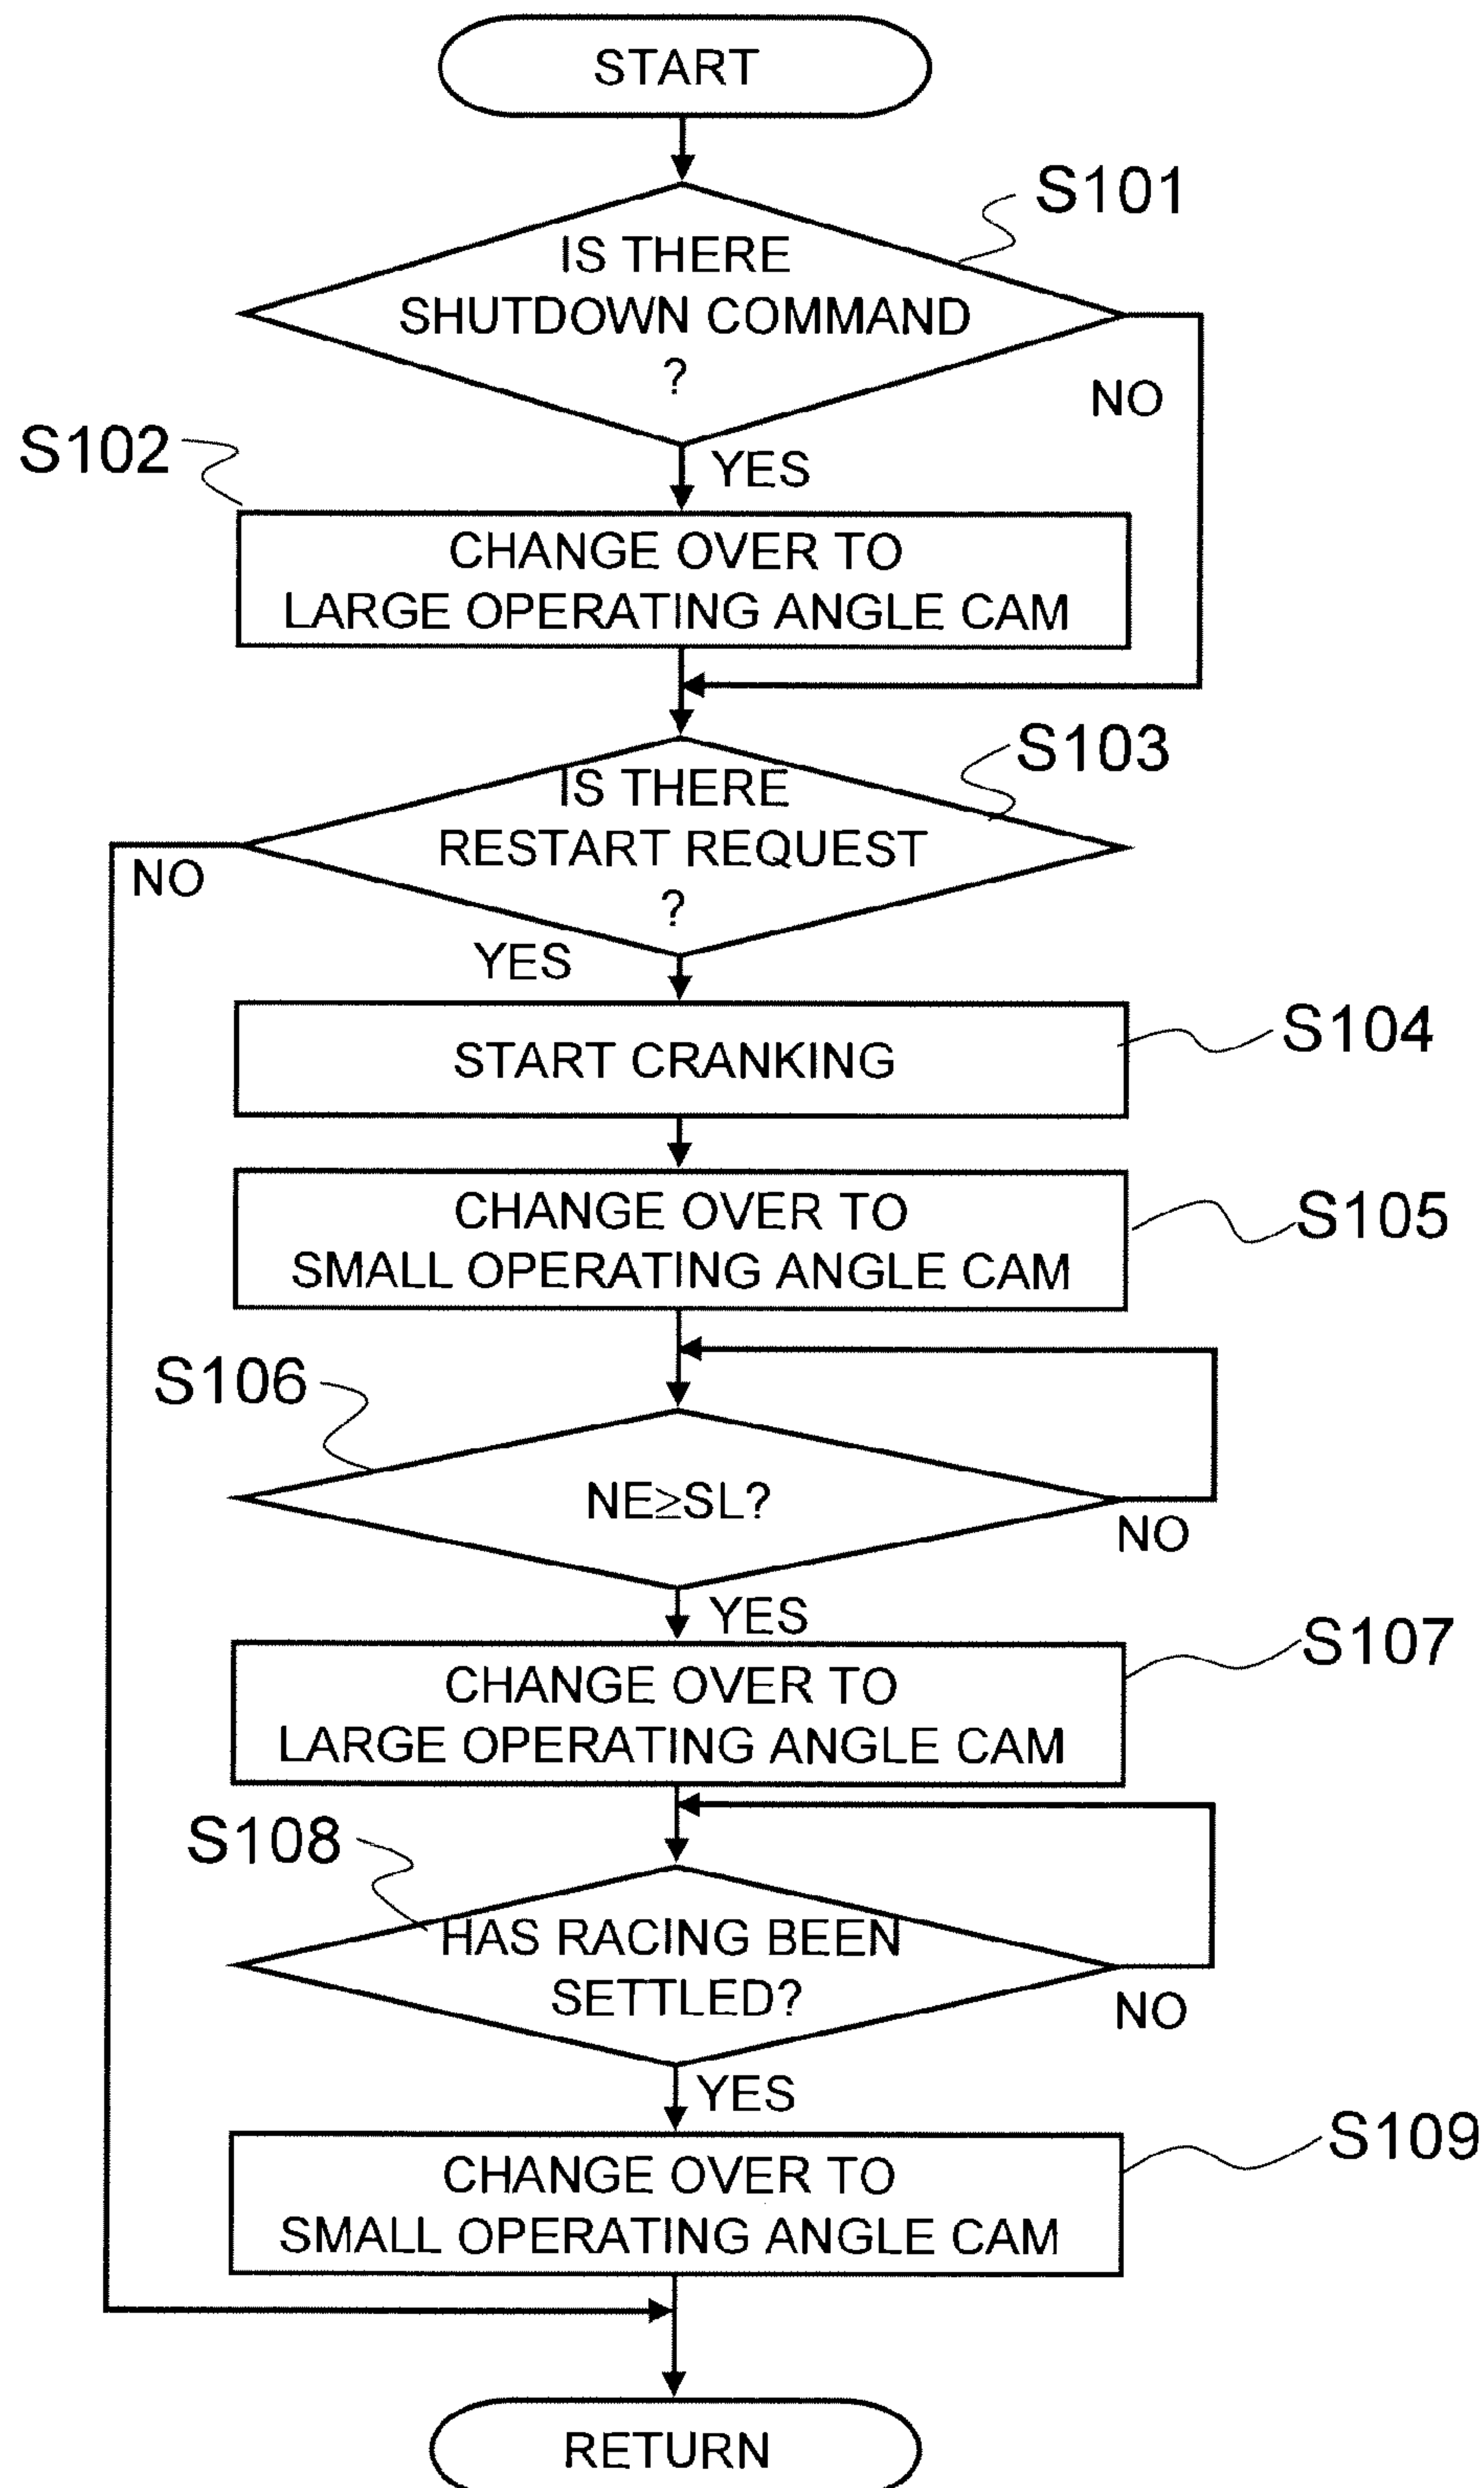 START
S101
IS THERE
SHUTDOWN COMMAND
?
NO
S102
YES
CHANGE OVER TO
LARGE OPERATING ANGLE CAM
S103
IS THERE
RESTART REQUEST
?
NO
YES
START CRANKING
S104
CHANGE OVER TO
SMALL OPERATING ANGLE CAM
S105
S106
NE≥SL?
NO
YES
CHANGE OVER TO
LARGE OPERATING ANGLE CAM
S107
S108
HAS RACING BEEN
SETTLED?
NO
YES
CHANGE OVER TO
SMALL OPERATING ANGLE CAM
S109
RETURN